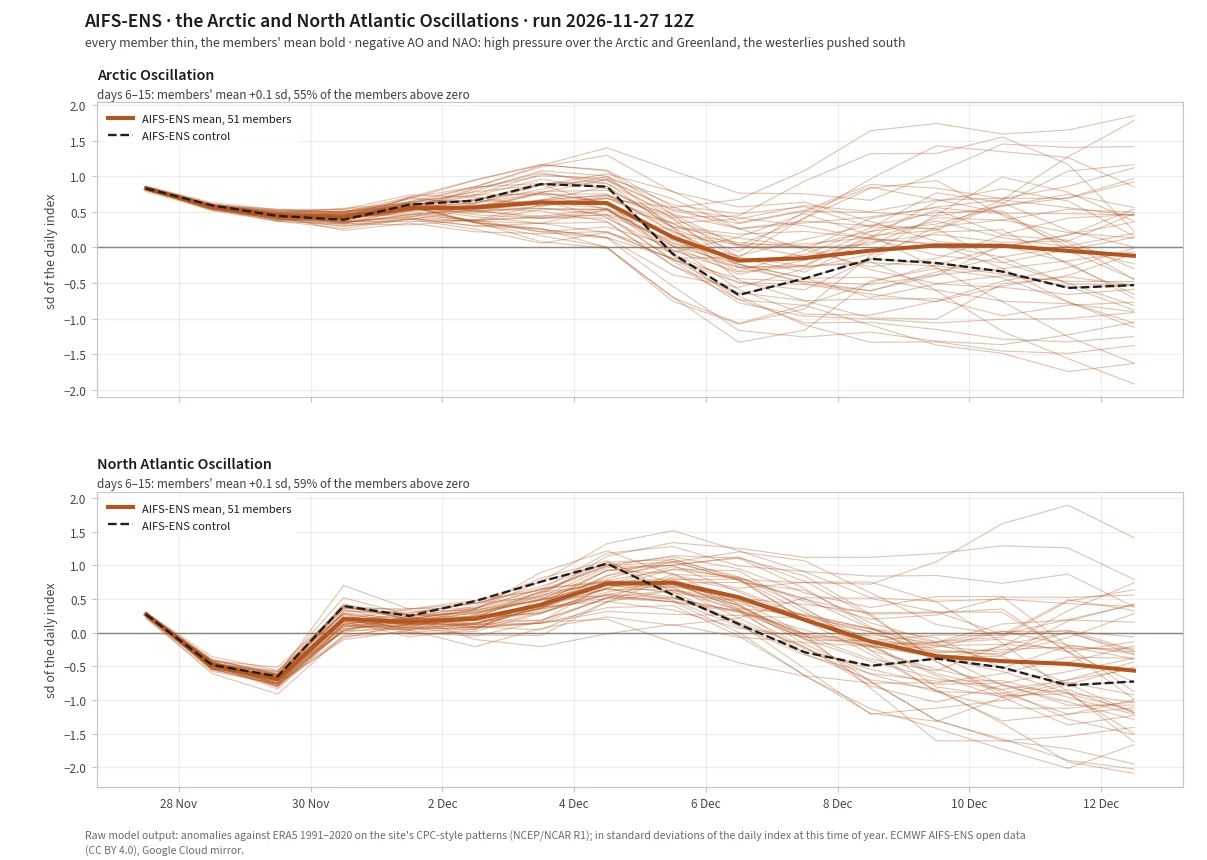 AIFS-ENS · the Arctic and North Atlantic Oscillations · run 2026-11-27 12Z
every member thin, the members' mean bold · negative AO and NAO: high pressure over the Arctic and Greenland, the westerlies pushed south
Arctic Oscillation
days 6–15: members' mean +0.1 sd, 55% of the members above zero
AIFS-ENS mean, 51 members
AIFS-ENS control
sd of the daily index
2.0
1.5
1.0
0.5
0.0
−0.5
−1.0
−1.5
−2.0
North Atlantic Oscillation
days 6–15: members' mean +0.1 sd, 59% of the members above zero
AIFS-ENS mean, 51 members
AIFS-ENS control
sd of the daily index
2.0
1.5
1.0
0.5
0.0
−0.5
−1.0
−1.5
−2.0
28 Nov 30 Nov 2 Dec 4 Dec 6 Dec 8 Dec 10 Dec 12 Dec
Raw model output: anomalies against ERA5 1991–2020 on the site's CPC-style patterns (NCEP/NCAR R1); in standard deviations of the daily index at this time of year. ECMWF AIFS-ENS open data
(CC BY 4.0), Google Cloud mirror.